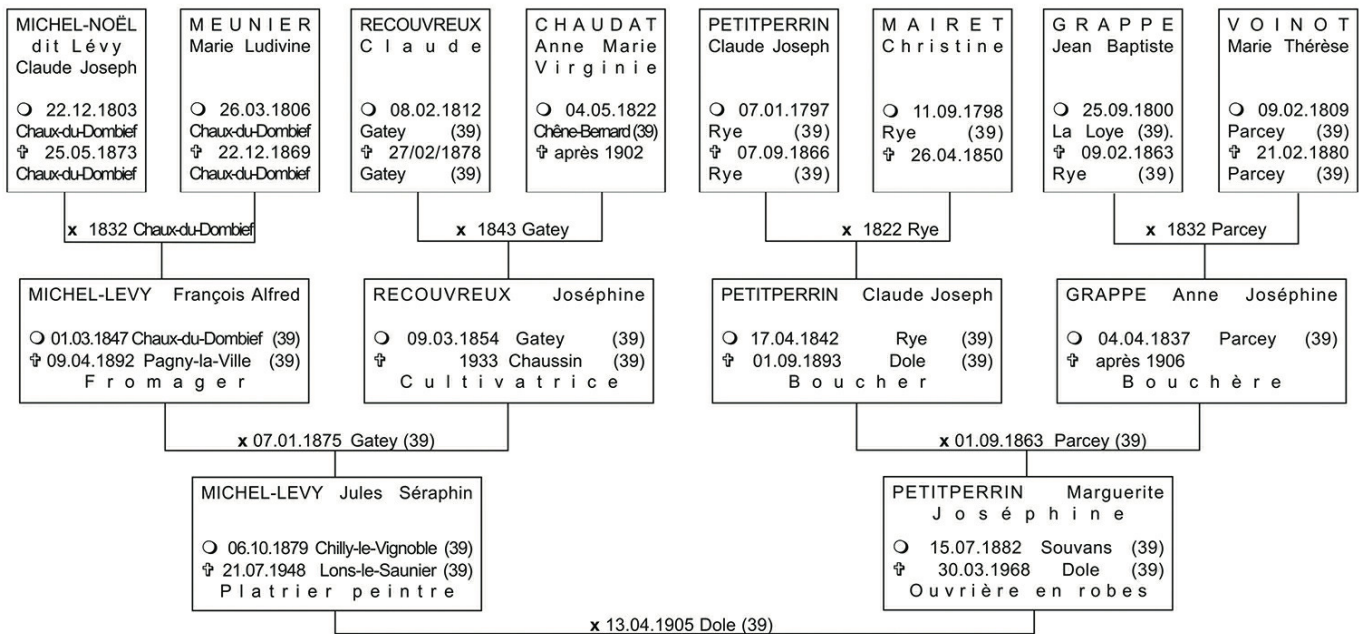 MICHEL-NOËL
dit Lévy
Claude Joseph
❍ 22.12.1803
Chaux-du-Dombief
✞ 25.05.1873
Chaux-du-Dombief
MEUNIER
Marie Ludivine
❍ 26.03.1806
Chaux-du-Dombief
✞ 22.12.1869
Chaux-du-Dombief
RECOUVREUX
Claude
❍ 08.02.1812
Gatey (39)
✞ 27/02/1878
Gatey (39)
CHAUDAT
Anne Marie
Virginie
❍ 04.05.1822
Chêne-Bernard (39)
✞ après 1902
PETITPERRIN
Claude Joseph
❍ 07.01.1797
Rye (39)
✞ 07.09.1866
Rye (39)
MAIRET
Christine
❍ 11.09.1798
Rye (39)
✞ 26.04.1850
GRAPPE
Jean Baptiste
❍ 25.09.1800
La Loye (39).
✞ 09.02.1863
Rye (39)
VOINOT
Marie Thérèse
❍ 09.02.1809
Parcey (39)
✞ 21.02.1880
Parcey (39)
x 1832 Chaux-du-Dombief
x 1843 Gatey
x 1822 Rye
x 1832 Parcey
MICHEL-LEVY François Alfred
❍ 01.03.1847 Chaux-du-Dombief (39)
✞ 09.04.1892 Pagny-la-Ville (39)
Fromager
RECOUVREUX Joséphine
❍ 09.03.1854 Gatey (39)
✞ 1933 Chaussin (39)
Cultivatrice
PETITPERRIN Claude Joseph
❍ 17.04.1842 Rye (39)
✞ 01.09.1893 Dole (39)
Boucher
GRAPPE Anne Joséphine
❍ 04.04.1837 Parcey (39)
✞ après 1906
Bouchère
x 07.01.1875 Gatey (39)
x 01.09.1863 Parcey (39)
MICHEL-LEVY Jules Séraphin
❍ 06.10.1879 Chilly-le-Vignoble (39)
✞ 21.07.1948 Lons-le-Saunier (39)
Platrier peintre
PETITPERRIN Marguerite
Joséphine
❍ 15.07.1882 Souvans (39)
✞ 30.03.1968 Dole (39)
Ouvrière en robes
x 13.04.1905 Dole (39)